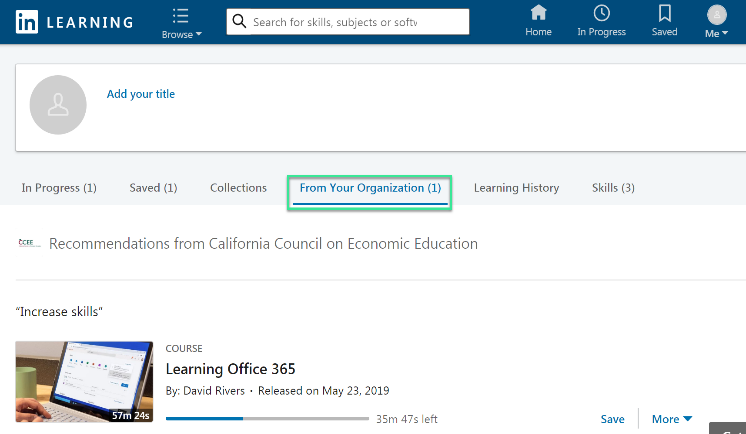 in LEARNING
Browse
Search for skills, subjects or softw
Home
In Progress
Saved
Me
Add your title
In Progress (1)
Saved (1)
Collections
From Your Organization (1)
Learning History
Skills (3)
CCEE
Recommendations from California Council on Economic Education
“Increase skills”
COURSE
Learning Office 365
By: David Rivers • Released on May 23, 2019
57m 24s
35m 47s left
Save
More